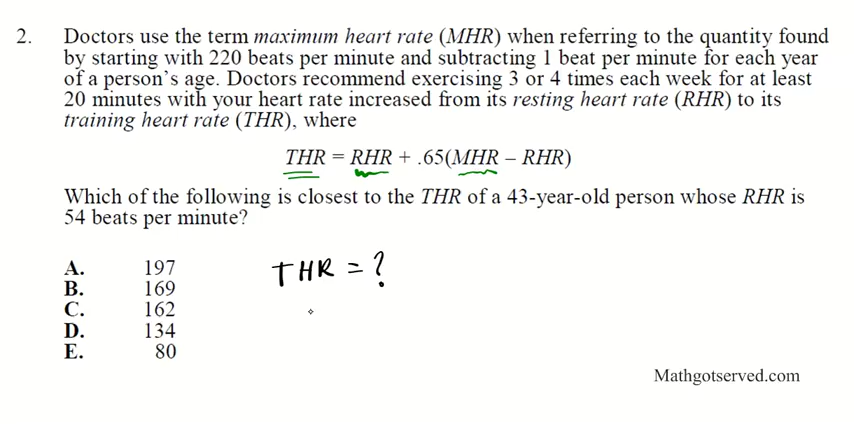 2. Doctors use the term maximum heart rate (MHR) when referring to the quantity found
by starting with 220 beats per minute and subtracting 1 beat per minute for each year
of a person's age. Doctors recommend exercising 3 or 4 times each week for at least
20 minutes with your heart rate increased from its resting heart rate (RHR) to its
training heart rate (THR), where
THR = RHR + .65(MHR – RHR)
Which of the following is closest to the THR of a 43-year-old person whose RHR is
54 beats per minute?
A. 197
B. 169
C. 162
D. 134
E. 80
THR = ?
Mathgotserved.com